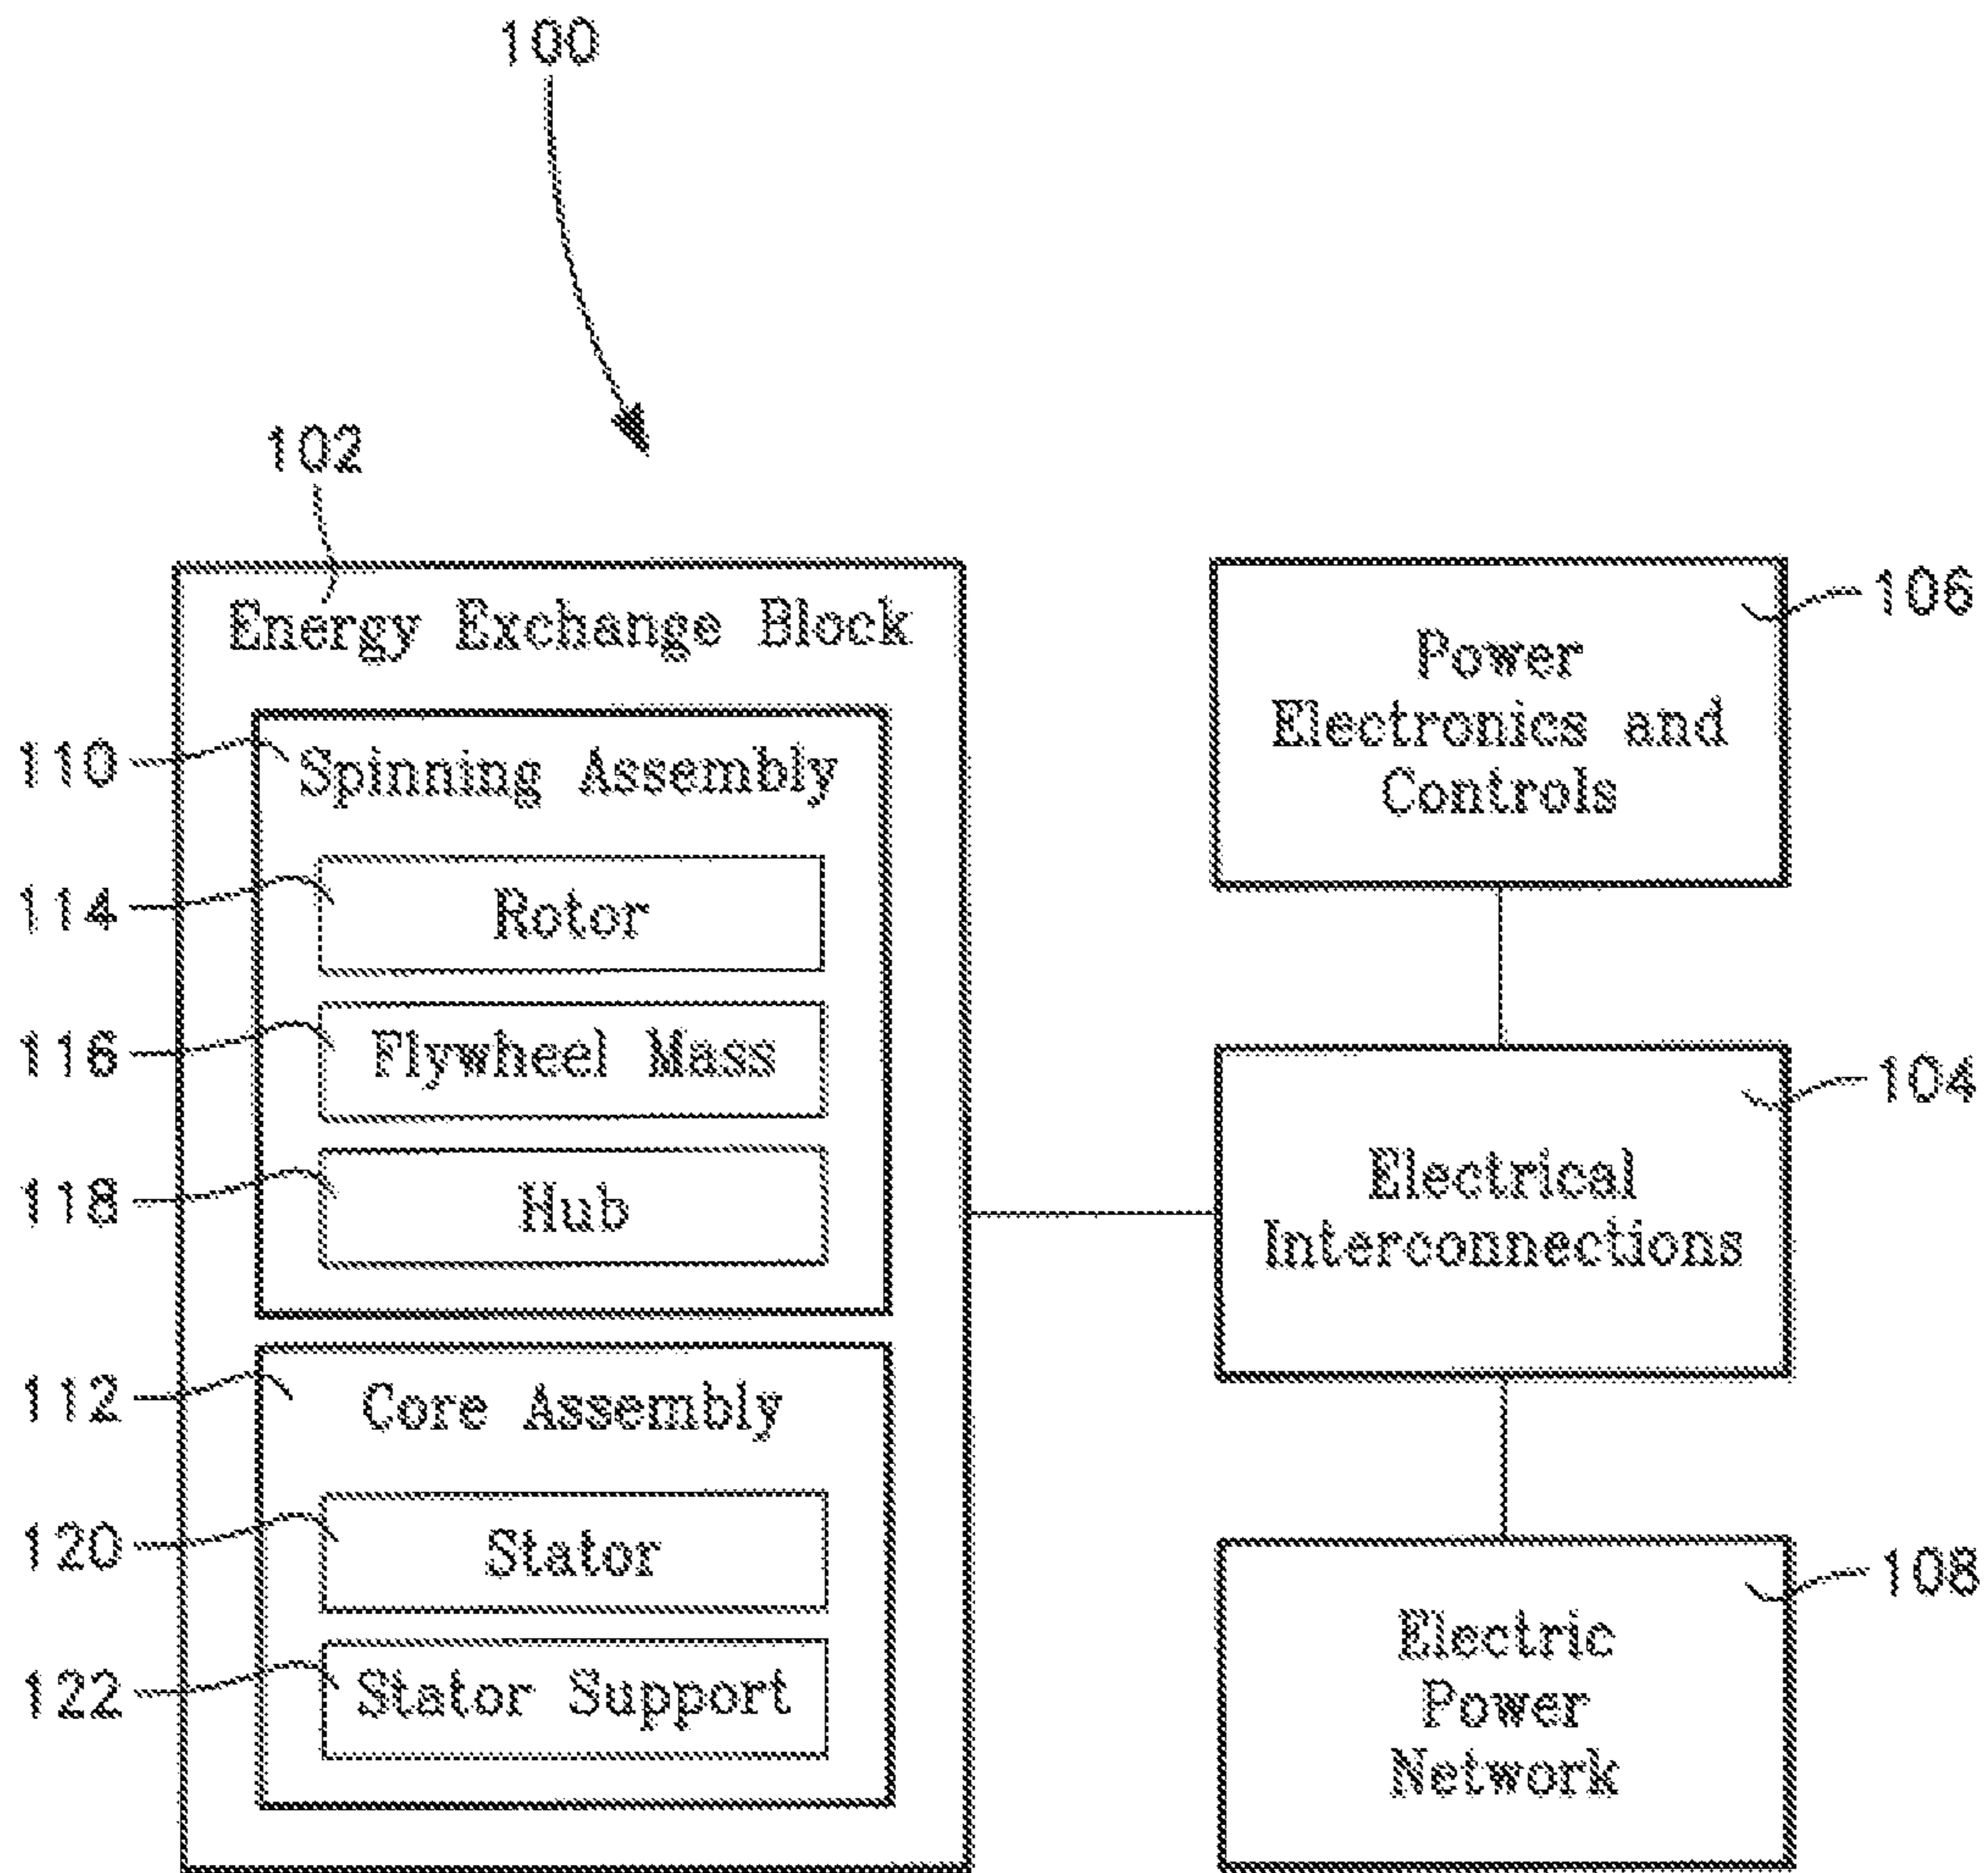 100
102
Energy Exchange Block
110
Spinning Assembly
114
Rotor
116
Flywheel Mass
118
Hub
112
Core Assembly
120
Stator
122
Stator Support
106
Power
Electronics and
Controls
104
Electrical
Interconnections
108
Electric
Power
Network